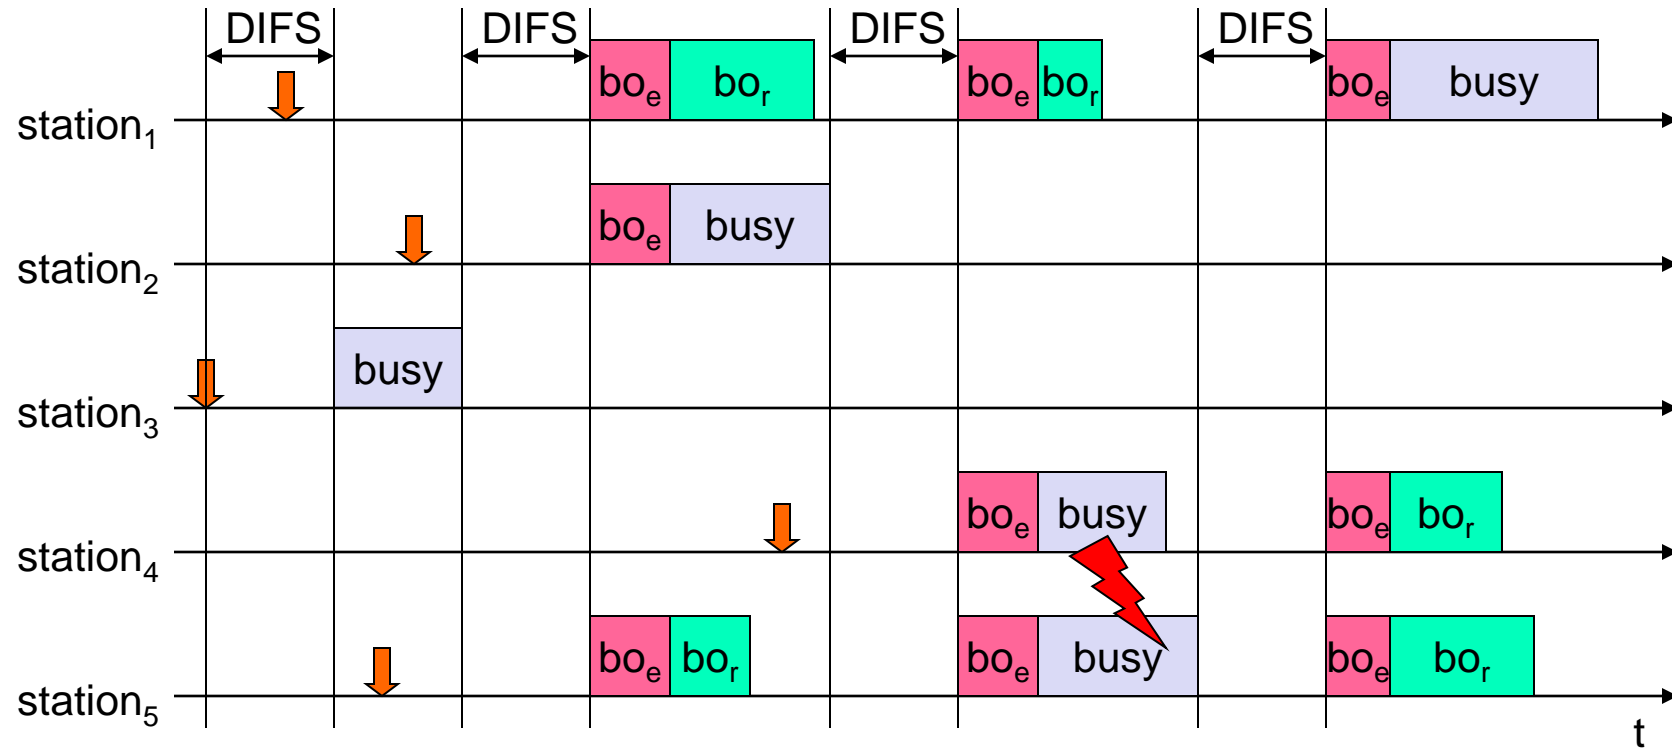 DIFS DIFS DIFS DIFS
station1 boe bor boe bor boe busy
station2 boe busy
station3 busy
station4 boe busy boe bor
station5 boe bor boe busy boe bor
t